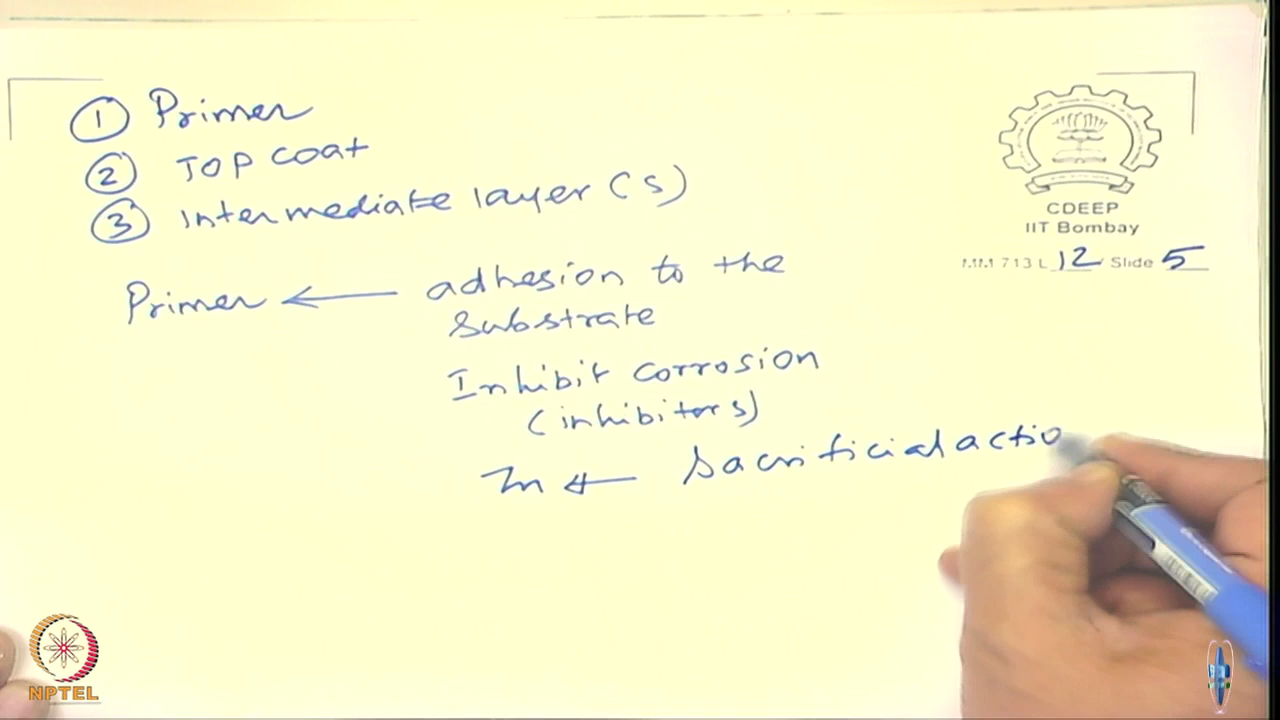 ① Primer
② TOP coat
③ Intermediate layer (s)
Primer ← adhesion to the
substrate
Inhibit corrosion
(inhibitors)
Zn ← Sacrificial actio
CDEEP
IIT Bombay
MM 713 L 12 Slide 5
NPTEL